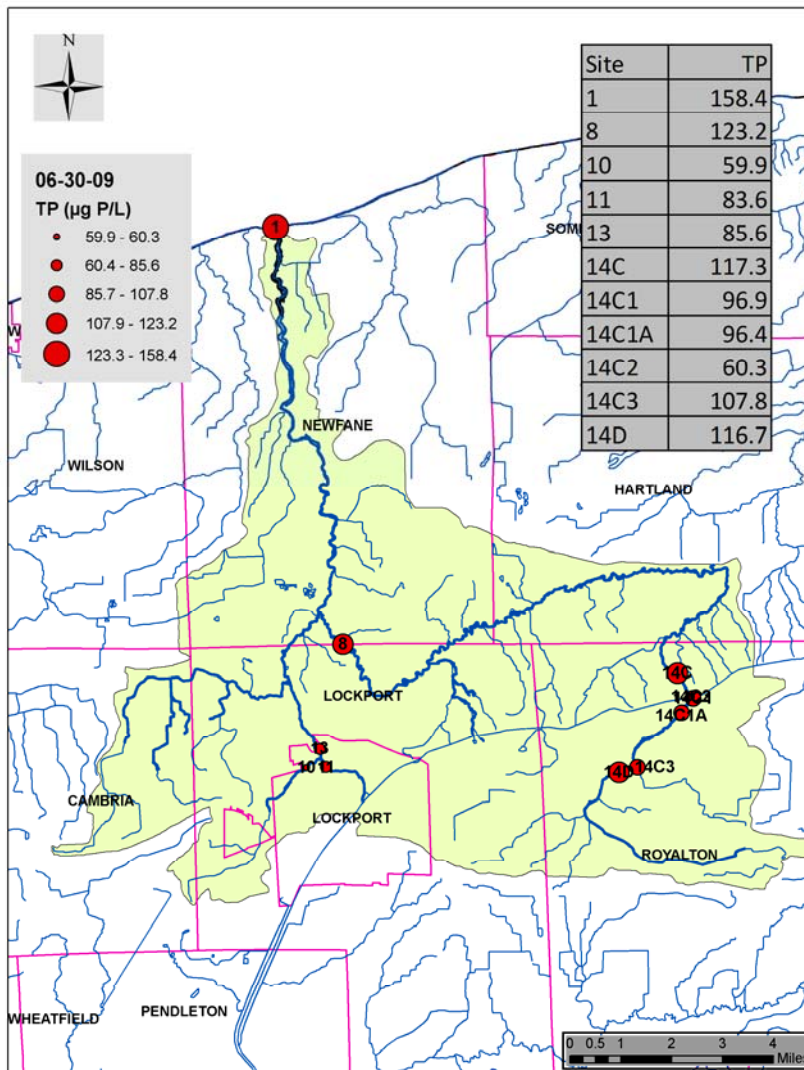 N
06-30-09
TP (µg P/L)
59.9 - 60.3
60.4 - 85.6
85.7 - 107.8
107.9 - 123.2
123.3 - 158.4
Site TP
1 158.4
8 123.2
10 59.9
11 83.6
13 85.6
14C 117.3
14C1 96.9
14C1A 96.4
14C2 60.3
14C3 107.8
14D 116.7
1
SOM
W
NEWFANE
WILSON
HARTLAND
8
14C
LOCKPORT
14C1A
13
1011
14D
14C3
CAMBRIA
LOCKPORT
ROYALTON
PENDLETON
WHEATFIELD
0 0.5 1 2 3 4
Miles